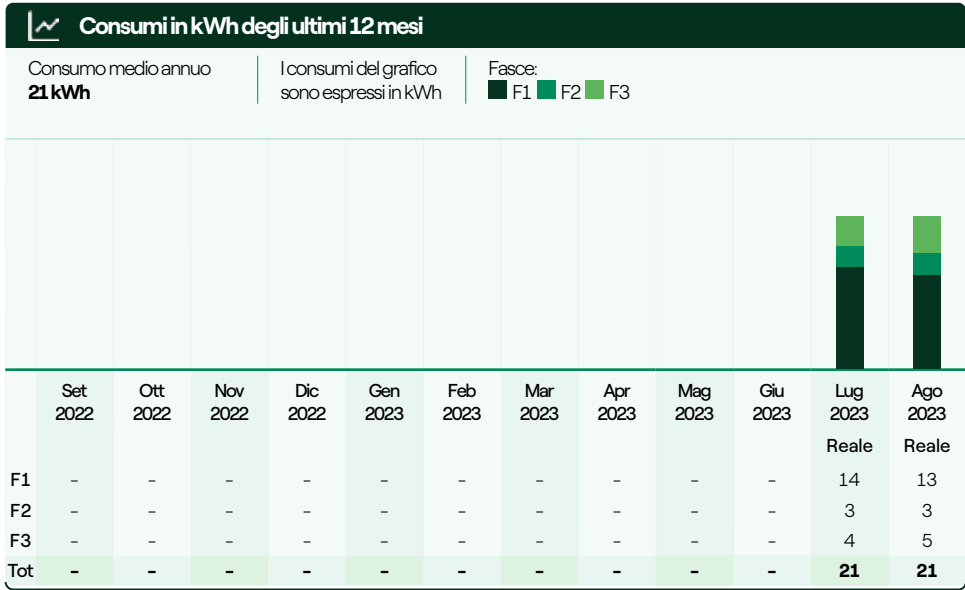 Consumi in kWh degli ultimi 12 mesi
Consumo medio annuo
21 kWh
I consumi del grafico
sono espressi in kWh
Fasce:
F1 F2 F3
Set Ott Nov Dic Gen Feb Mar Apr Mag Giu Lug Ago
2022 2022 2022 2022 2023 2023 2023 2023 2023 2023 2023 2023
Reale Reale
F1 - - - - - - - - - - 14 13
F2 - - - - - - - - - - 3 3
F3 - - - - - - - - - - 4 5
Tot - - - - - - - - - - 21 21